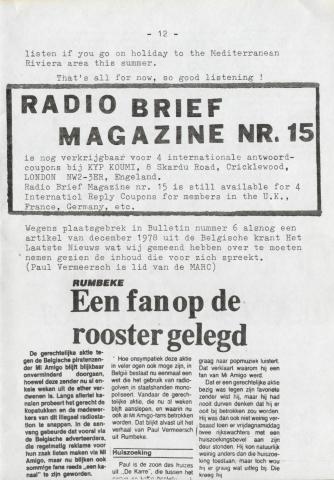 - 12 -
listen if you go on holiday to the Mediterranean
Riviera area this summer.
That's all for now, so good listening !
RADIO BRIEF
MAGAZINE NR. 15
is nog verkrijgbaar voor 4 internationale antwoord-
coupons bij KYP KOUMI, 8 Skardu Road, Cricklewood,
LONDON NW2-3ER, Engeland.
Radio Brief Magazine nr. 15 is still available for 4
Internatiol Reply Coupons for members in the U.K.,
France, Germany, etc.
Wegens plaatsgebrek in Bulletin nummer 6 alsnog een
artikel van december 1978 uit de Belgische krant Het
Laatste Nieuws wat wij gemeend hebben over te moeten
nemen gezien de inhoud die voor zich spreekt.
(Paul Vermeersch is lid van de MARC)
RUMBEKE
Een fan op de
rooster gelegd
De gerechtelijke aktie te-
gen de Belgische piratenzen-
der Mi Amigo blijft blijkbaar
onverminderd doorgaan,
hoewel deze zender nu al en-
kele weken uit de ether ver-
dwenen is. Langs allerlei ka-
nalen probeert het gerecht de
kopstukken en de medewer-
kers van dit illegaal radiosta-
tion te snappen. In de aan-
vang gebeurde dat vooral via
de Belgische adverteerders,
die regelmatig reklame voor
hun zaak lieten maken via Mi
Amigo, maar nu blijken ook
sommige fans reeds „een ka-
naal" te zijn geworden.
Hoe onsympatiek deze aktie
in veler ogen ook moge zijn, in
België bestaat nu eenmaal een
wet die het gebruik van radio-
golven in staatshanden mono-
poliseert. Vandaar de gerech-
telijke aktie, die nu al zo wijde
takken is beginnen te krijgen
bij aanslepen, en waarin nu
ook al Mi Amigo-fans betrokken
worden. Dat blijkt alvast uit
het verhaal van Paul Vermeersch
uit Rumbeke.
Huiszoeking
Paul is de zoon des huizes
uit „De Karre", die tussen
graag naar popmuziek luistert.
Dat verklaart waarom hij een
fan van Mi Amigo werd.
Dat er een gerechtelijke aktie
bezig was tegen zijn favoriete
zender wist hij, maar hij had
nooit durven denken dat hij er
ooit bij betrokken zou worden.
Hij was dan ook niet weinig
verbaasd toen er vrijdagnamiddag
twee rijkswachters met een
huiszoekingsbevel aan zijn
deur stonden. Hij kon natuurlijk
weinig anders dan die huiszoe-
king toestaan, maar toch wou
hij er graag wat uitleg bij. Die
kreeg hij